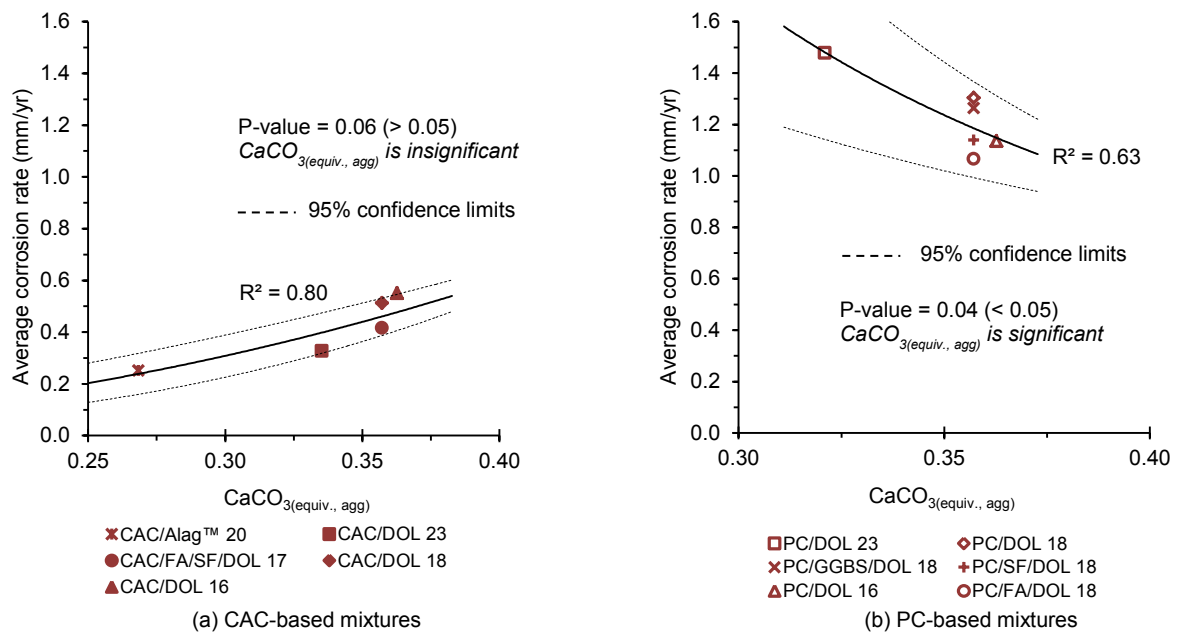 1.6
1.4
1.2
1.0
0.8
0.6
0.4
0.2
0.0
Average corrosion rate (mm/yr)
P-value = 0.06 (> 0.05)
CaCO3(equiv., agg) is insignificant
95% confidence limits
R² = 0.80
0.25 0.30 0.35 0.40
CaCO3(equiv., agg)
CAC/Alag™ 20 CAC/DOL 23
CAC/FA/SF/DOL 17 CAC/DOL 18
CAC/DOL 16
(a) CAC-based mixtures
1.6
1.4
1.2
1.0
0.8
0.6
0.4
0.2
0.0
Average corrosion rate (mm/yr)
R² = 0.63
95% confidence limits
P-value = 0.04 (< 0.05)
CaCO3(equiv., agg) is significant
0.30 0.35 0.40
CaCO3(equiv., agg)
PC/DOL 23 PC/DOL 18
PC/GGBS/DOL 18 PC/SF/DOL 18
PC/DOL 16 PC/FA/DOL 18
(b) PC-based mixtures